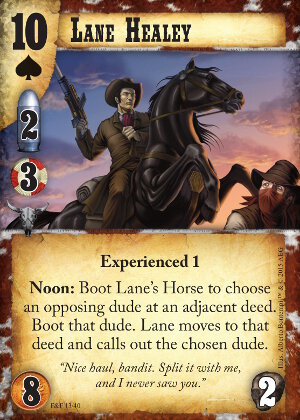 10
LANE HEALEY
2
3
Experienced 1
Noon: Boot Lane's Horse to choose
an opposing dude at an adjacent deed.
Boot that dude. Lane moves to that
deed and calls out the chosen dude.
"Nice haul, bandit. Split it with me,
and I never saw you."
8
F&F 13/40
2